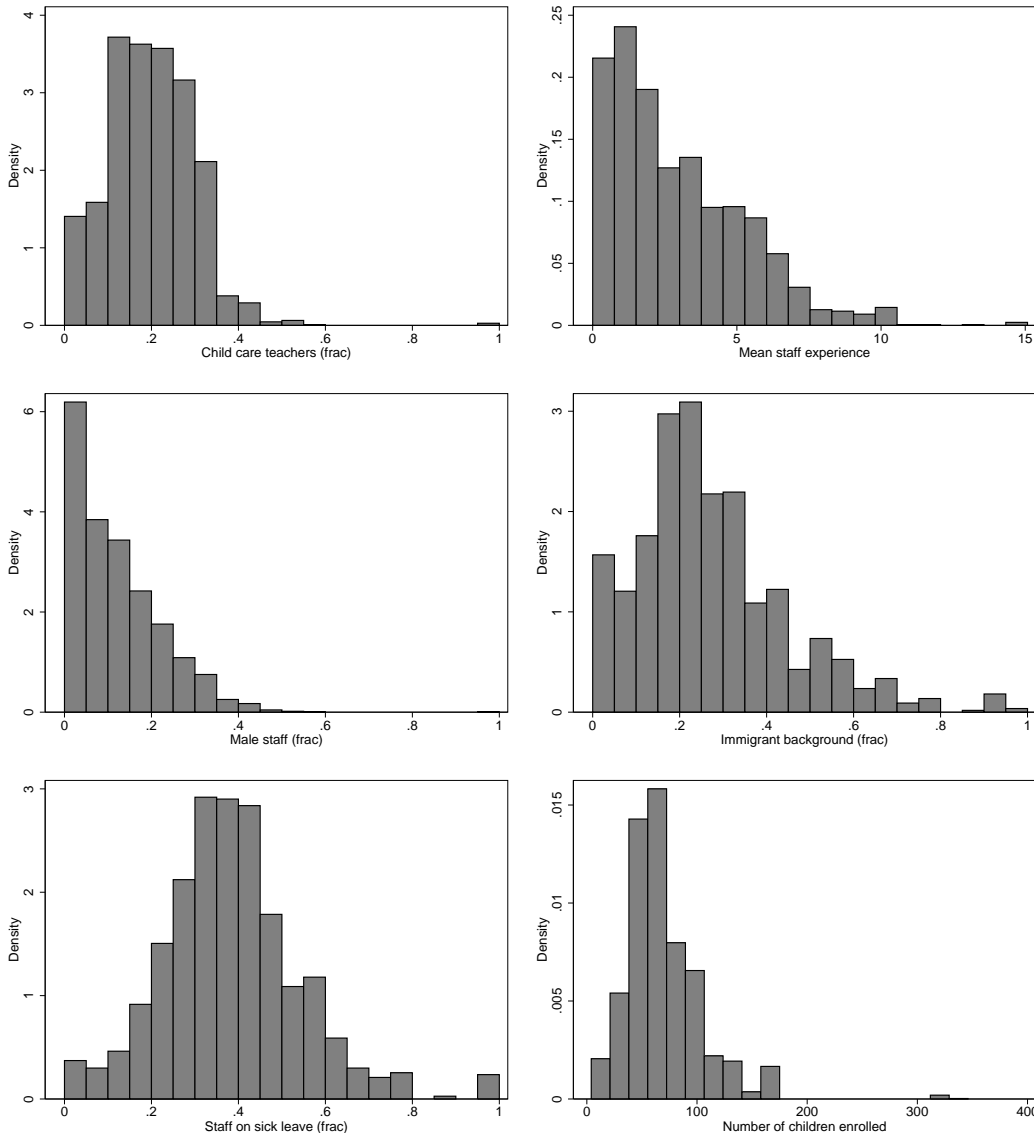 Density
0 1 2 3 4
0 .2 .4 .6 .8 1
Child care teachers (frac)
Density
0 .05 .1 .15 .2 .25
0 5 10 15
Mean staff experience
Density
0 2 4 6
0 .2 .4 .6 .8 1
Male staff (frac)
Density
0 1 2 3
0 .2 .4 .6 .8 1
Immigrant background (frac)
Density
0 1 2 3
0 .2 .4 .6 .8 1
Staff on sick leave (frac)
Density
0 .005 .01 .015
0 100 200 300 400
Number of children enrolled